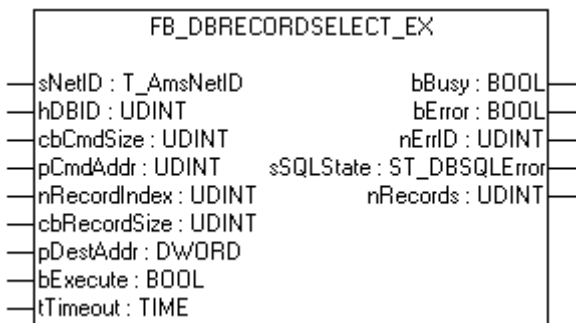 FB_DBRECORDSELECT_EX
sNetID : T_AmsNetID bBusy : BOOL
hDBID : UDINT bError : BOOL
cbCmdSize : UDINT nErrID : UDINT
pCmdAddr : UDINT sSQLState : ST_DBSQLError
nRecordIndex : UDINT nRecords : UDINT
cbRecordSize : UDINT
pDestAddr : DWORD
bExecute : BOOL
tTimeout : TIME